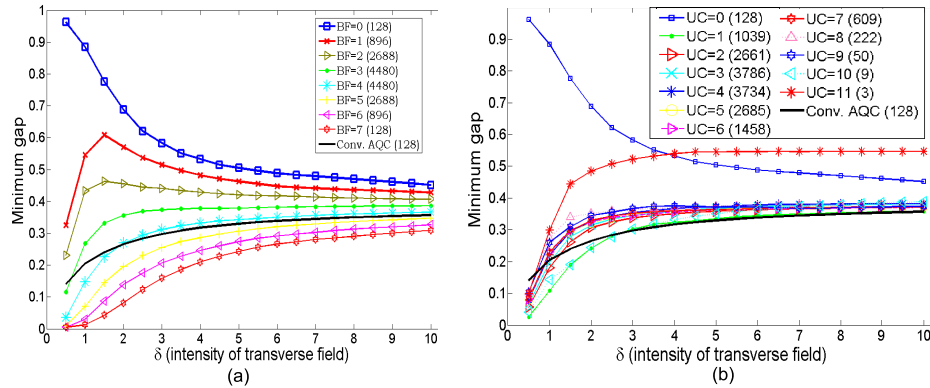 1
0.9
0.8
0.7
0.6
0.5
0.4
0.3
0.2
0.1
0
Minimum gap
0 1 2 3 4 5 6 7 8 9 10
δ (intensity of transverse field)
BF=0 (128)
BF=1 (896)
BF=2 (2688)
BF=3 (4480)
BF=4 (4480)
BF=5 (2688)
BF=6 (896)
BF=7 (128)
Conv. AQC (128)
(a)
0.9
0.8
0.7
0.6
0.5
0.4
0.3
0.2
0.1
0
Minimum gap
0 1 2 3 4 5 6 7 8 9 10
δ (intensity of transverse field)
UC=0 (128)
UC=1 (1039)
UC=2 (2661)
UC=3 (3786)
UC=4 (3734)
UC=5 (2685)
UC=6 (1458)
UC=7 (609)
UC=8 (222)
UC=9 (50)
UC=10 (9)
UC=11 (3)
Conv. AQC (128)
(b)